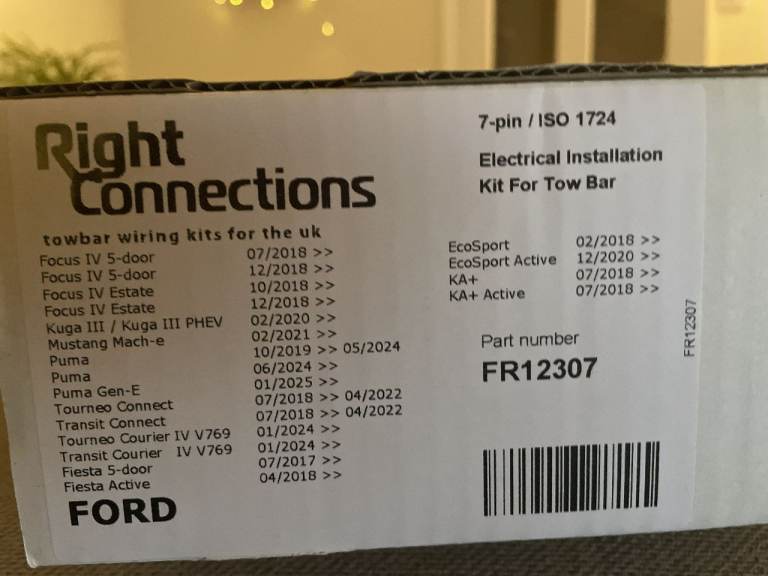 Right
Connections
towbar wiring kits for the uk
Focus IV 5-door 07/2018 >>
Focus IV 5-door 12/2018 >>
Focus IV Estate 10/2018 >>
Focus IV Estate 12/2018 >>
Kuga III / Kuga III PHEV 02/2020 >>
Mustang Mach-e 02/2021 >>
Puma 10/2019 >> 05/2024
Puma 06/2024 >>
Puma Gen-E 01/2025 >>
Tourneo Connect 07/2018 >> 04/2022
Transit Connect 07/2018 >> 04/2022
Tourneo Courier IV V769 01/2024 >>
Transit Courier IV V769 01/2024 >>
Fiesta 5-door 07/2017 >>
Fiesta Active 04/2018 >>
FORD
7-pin / ISO 1724
Electrical Installation
Kit For Tow Bar
EcoSport 02/2018 >>
EcoSport Active 12/2020 >>
KA+ 07/2018 >>
KA+ Active 07/2018 >>
Part number
FR12307
FR12307